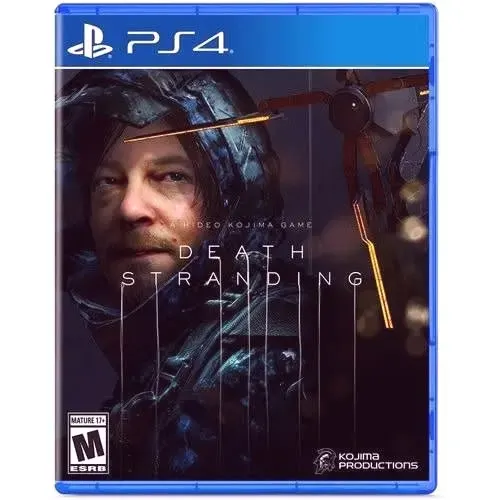 PS4
A HIDEO KOJIMA GAME
DEATH
STRANDING
MATURE 17+
M
ESRB
KOJIMA
PRODUCTIONS